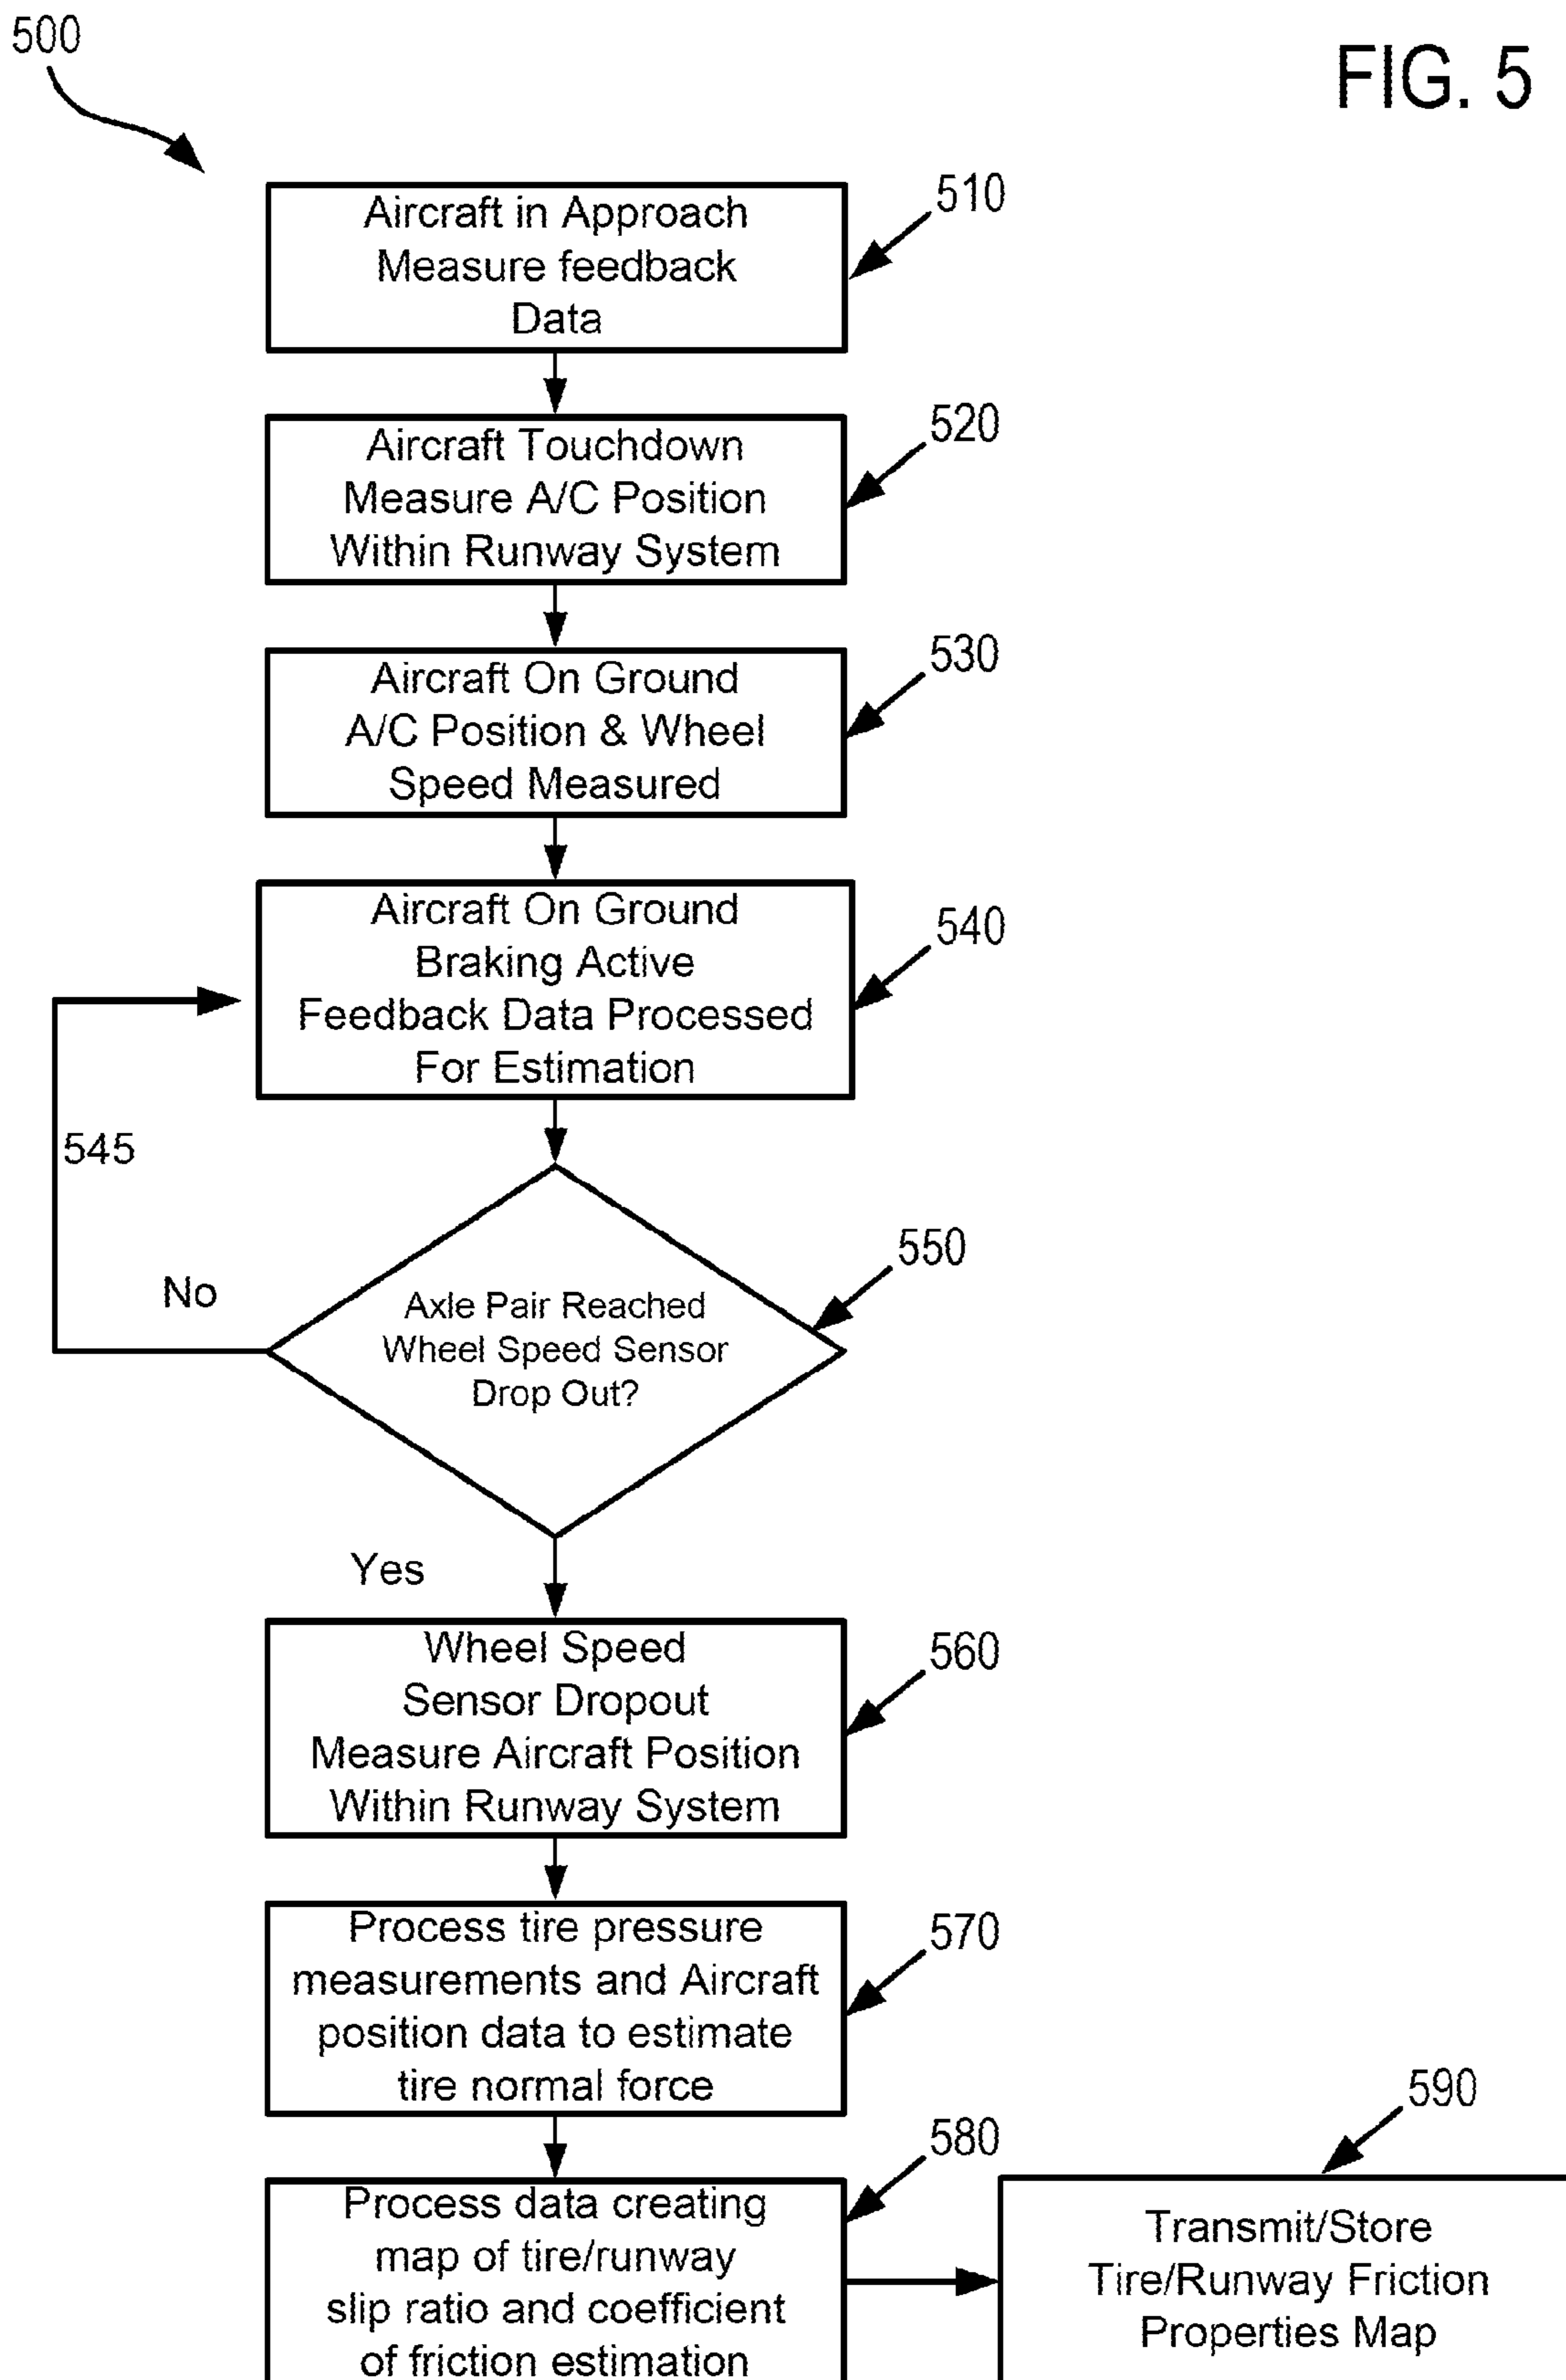 500
FIG. 5
510
Aircraft in Approach
Measure feedback
Data
520
Aircraft Touchdown
Measure A/C Position
Within Runway System
530
Aircraft On Ground
A/C Position & Wheel
Speed Measured
540
Aircraft On Ground
Braking Active
Feedback Data Processed
For Estimation
545
550
No
Axle Pair Reached
Wheel Speed Sensor
Drop Out?
Yes
560
Wheel Speed
Sensor Dropout
Measure Aircraft Position
Within Runway System
570
Process tire pressure
measurements and Aircraft
position data to estimate
tire normal force
580
Process data creating
map of tire/runway
slip ratio and coefficient
of friction estimation
590
Transmit/Store
Tire/Runway Friction
Properties Map